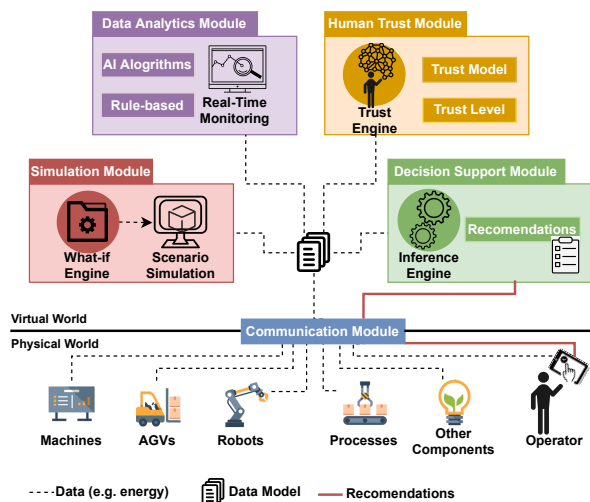 Data Analytics Module
AI Alogrithms
Rule-based
Real-Time
Monitoring
Human Trust Module
Trust
Engine
Trust Model
Trust Level
Simulation Module
What-if
Engine
Scenario
Simulation
Decision Support Module
Inference
Engine
Recomendations
Virtual World
Communication Module
Physical World
Machines
AGVs
Robots
Processes
Other
Components
Operator
Data (e.g. energy)
Data Model
Recomendations